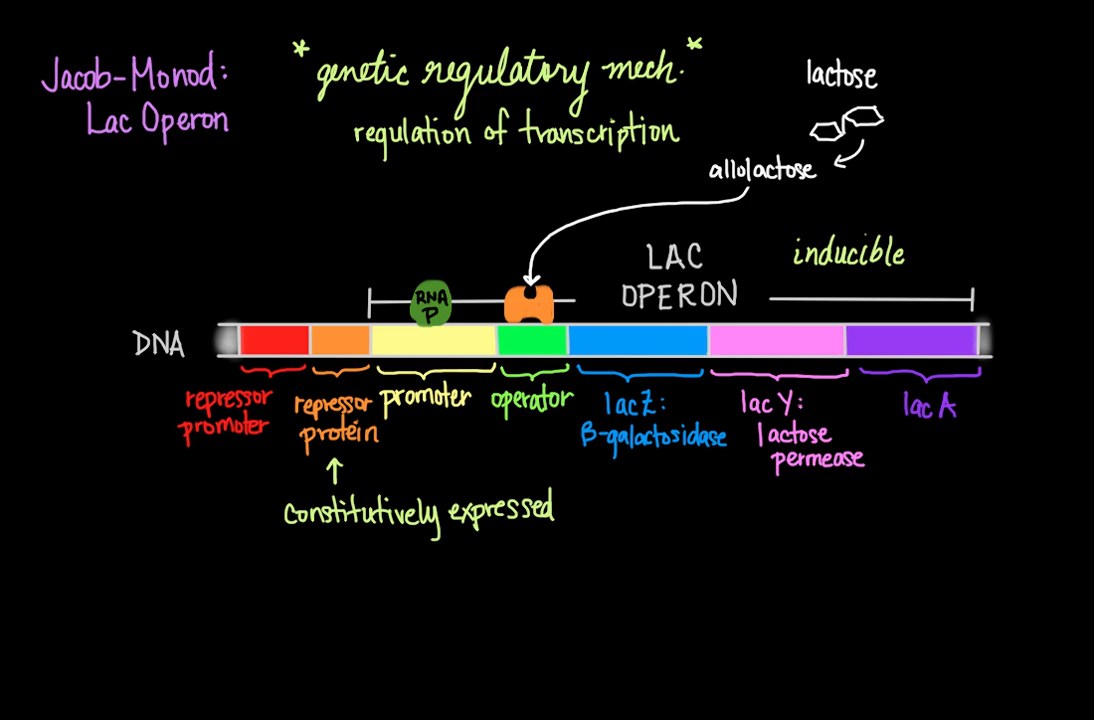 Jacob-Monod:
Lac Operon
* genetic regulatory mech. *
regulation of transcription
lactose
allolactose
LAC
OPERON
inducible
RNA
P
DNA
repressor
promoter
repressor
protein
promoter
operator
lac Z:
β-galactosidase
lac Y:
lactose
permease
lac A
constitutively expressed